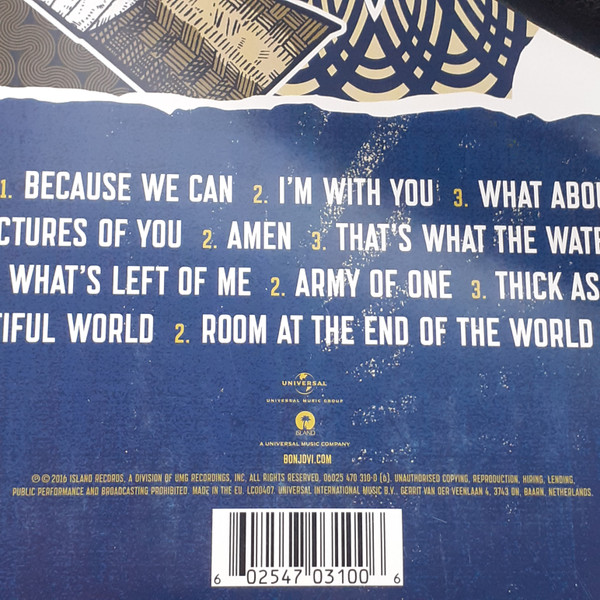 1. BECAUSE WE CAN 2. I'M WITH YOU 3. WHAT ABOU
CTURES OF YOU 2. AMEN 3. THAT'S WHAT THE WATE
WHAT'S LEFT OF ME 2. ARMY OF ONE 3. THICK AS
TIFUL WORLD 2. ROOM AT THE END OF THE WORLD
UNIVERSAL
UNIVERSAL MUSIC GROUP
ISLAND
A UNIVERSAL MUSIC COMPANY
BONJOVI.COM
℗ © 2016 ISLAND RECORDS, A DIVISION OF UMG RECORDINGS, INC. ALL RIGHTS RESERVED. 06025 470 310-0 (6). UNAUTHORISED COPYING, REPRODUCTION, HIRING, LENDING,
PUBLIC PERFORMANCE AND BROADCASTING PROHIBITED. MADE IN THE EU. LC00407. UNIVERSAL INTERNATIONAL MUSIC B.V., GERRIT VAN DER VEENLAAN 4, 3743 DN, BAARN, NETHERLANDS.
6 02547 03100 6